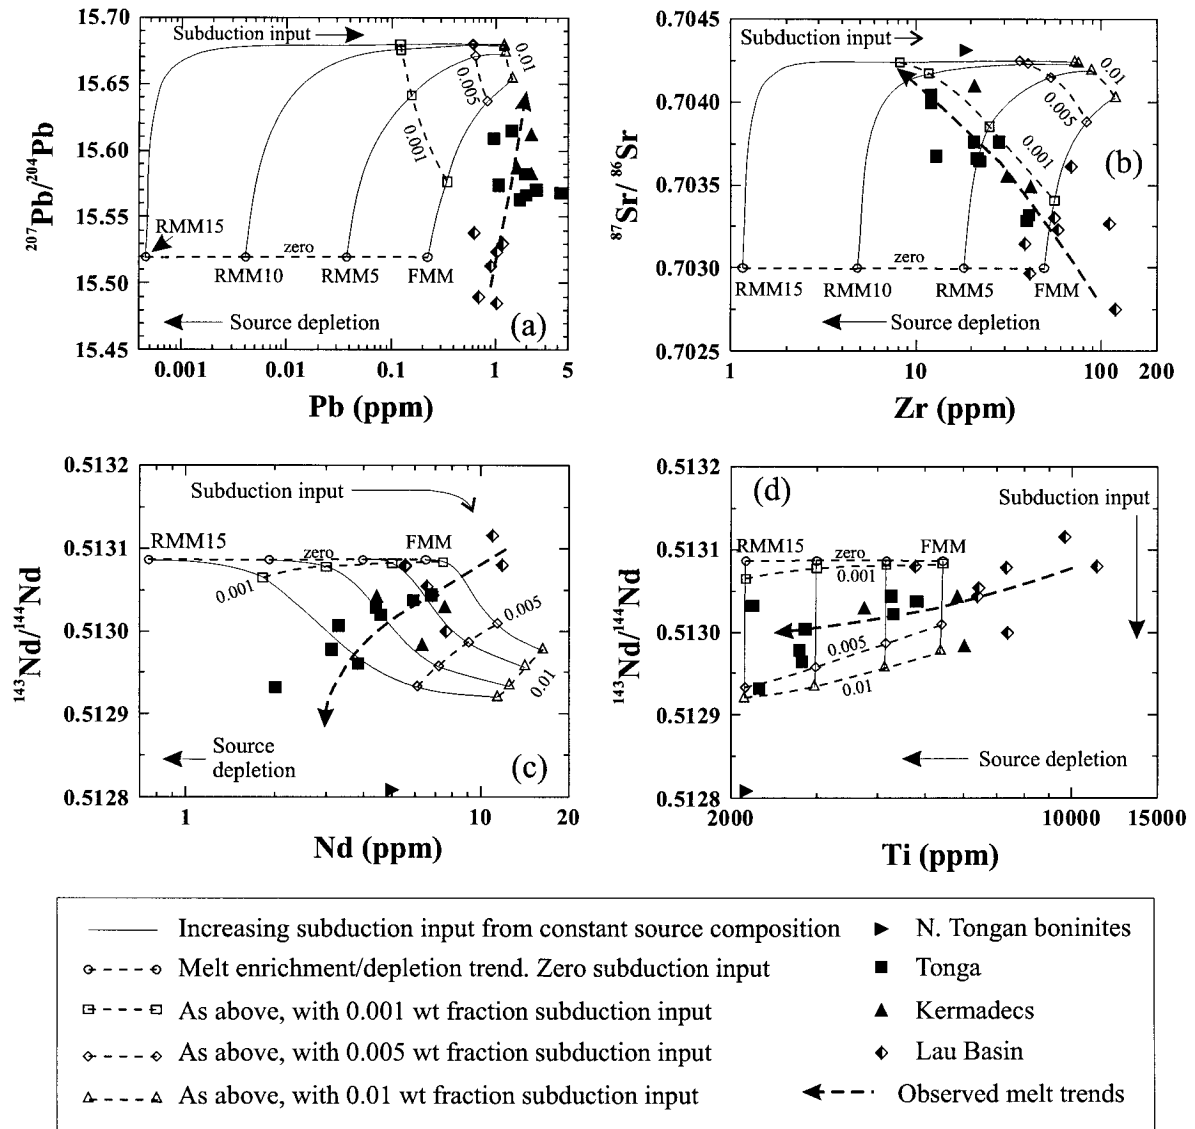 15.70
15.65
15.60
15.55
15.50
15.45
207Pb/204Pb
Subduction input
0.01
0.005
0.001
RMM15
zero
RMM10
RMM5
FMM
Source depletion
(a)
0.001
0.01
0.1
1
5
Pb (ppm)
0.7045
0.7040
0.7035
0.7030
0.7025
87Sr/ 86Sr
Subduction input
0.01
0.005
0.001
(b)
zero
RMM15
RMM10
RMM5
FMM
Source depletion
1
10
100
200
Zr (ppm)
0.5132
0.5131
0.5130
0.5129
0.5128
143Nd/144Nd
Subduction input
RMM15
zero
FMM
0.001
0.005
0.01
Source
depletion
(c)
1
10
20
Nd (ppm)
0.5132
0.5131
0.5130
0.5129
0.5128
143Nd/144Nd
(d)
Subduction input
RMM15
zero
FMM
0.001
0.005
0.01
Source depletion
2000
10000
15000
Ti (ppm)
Increasing subduction input from constant source composition
Melt enrichment/depletion trend. Zero subduction input
As above, with 0.001 wt fraction subduction input
As above, with 0.005 wt fraction subduction input
As above, with 0.01 wt fraction subduction input
N. Tongan boninites
Tonga
Kermadecs
Lau Basin
Observed melt trends